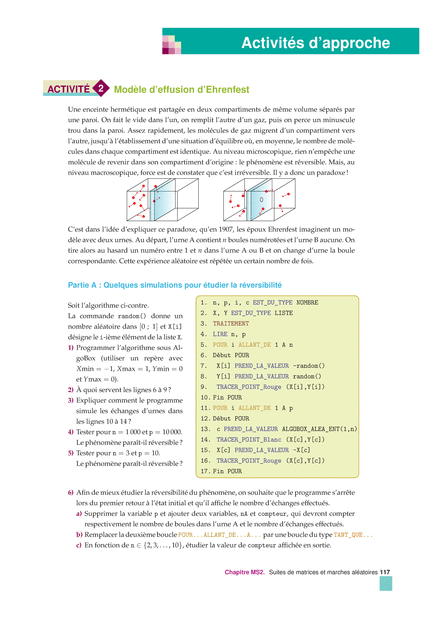 Activités d'approche
ACTIVITÉ 2 Modèle d'effusion d'Ehrenfest
Une enceinte hermétique est partagée en deux compartiments de même volume séparés par
une paroi. On fait le vide dans l'un, on remplit l'autre d'un gaz, puis on perce un minuscule
trou dans la paroi. Assez rapidement, les molécules de gaz migrent d'un compartiment vers
l'autre, jusqu'à l'établissement d'une situation d'équilibre où, en moyenne, le nombre de molé-
cules dans chaque compartiment est identique. Au niveau microscopique, rien n'empêche une
molécule de revenir dans son compartiment d'origine : le phénomène est réversible. Mais, au
niveau macroscopique, force est de constater que c'est irréversible. Il y a donc un paradoxe !
C'est dans l'idée d'expliquer ce paradoxe, qu'en 1907, les époux Ehrenfest imaginent un mo-
dèle avec deux urnes. Au départ, l'urne A contient n boules numérotées et l'urne B aucune. On
tire alors au hasard un numéro entre 1 et n dans l'urne A ou B et on change d'urne la boule
correspondante. Cette expérience aléatoire est répétée un certain nombre de fois.
Partie A : Quelques simulations pour étudier la réversibilité
Soit l'algorithme ci-contre.
La commande random() donne un
nombre aléatoire dans [0 ; 1[ et X[i]
désigne le i-ième élément de la liste X.
1) Programmer l'algorithme sous Al-
goBox (utiliser un repère avec
Xmin = −1, Xmax = 1, Ymin = 0
et Ymax = 0).
2) À quoi servent les lignes 6 à 9 ?
3) Expliquer comment le programme
simule les échanges d'urnes dans
les lignes 10 à 14 ?
4) Tester pour n = 1 000 et p = 10 000.
Le phénomène paraît-il réversible ?
5) Tester pour n = 3 et p = 10.
Le phénomène paraît-il réversible ?
1. n, p, i, c EST_DU_TYPE NOMBRE
2. X, Y EST_DU_TYPE LISTE
3. TRAITEMENT
4. LIRE n, p
5. POUR i ALLANT_DE 1 A n
6. Début POUR
7. X[i] PREND_LA_VALEUR -random()
8. Y[i] PREND_LA_VALEUR random()
9. TRACER_POINT_Rouge (X[i],Y[i])
10. Fin POUR
11. POUR i ALLANT_DE 1 A p
12. Début POUR
13. c PREND_LA_VALEUR ALGOBOX_ALEA_ENT(1,n)
14. TRACER_POINT_Blanc (X[c],Y[c])
15. X[c] PREND_LA_VALEUR -X[c]
16. TRACER_POINT_Rouge (X[c],Y[c])
17. Fin POUR
6) Afin de mieux étudier la réversibilité du phénomène, on souhaite que le programme s'arrête
lors du premier retour à l'état initial et qu'il affiche le nombre d'échanges effectués.
a) Supprimer la variable p et ajouter deux variables, nA et compteur, qui devront compter
respectivement le nombre de boules dans l'urne A et le nombre d'échanges effectués.
b) Remplacer la deuxième boucle POUR...ALLANT_DE...A... par une boucle du type TANT_QUE...
c) En fonction de n ∈ {2, 3, . . . , 10}, étudier la valeur de compteur affichée en sortie.
Chapitre MS2. Suites de matrices et marches aléatoires 117